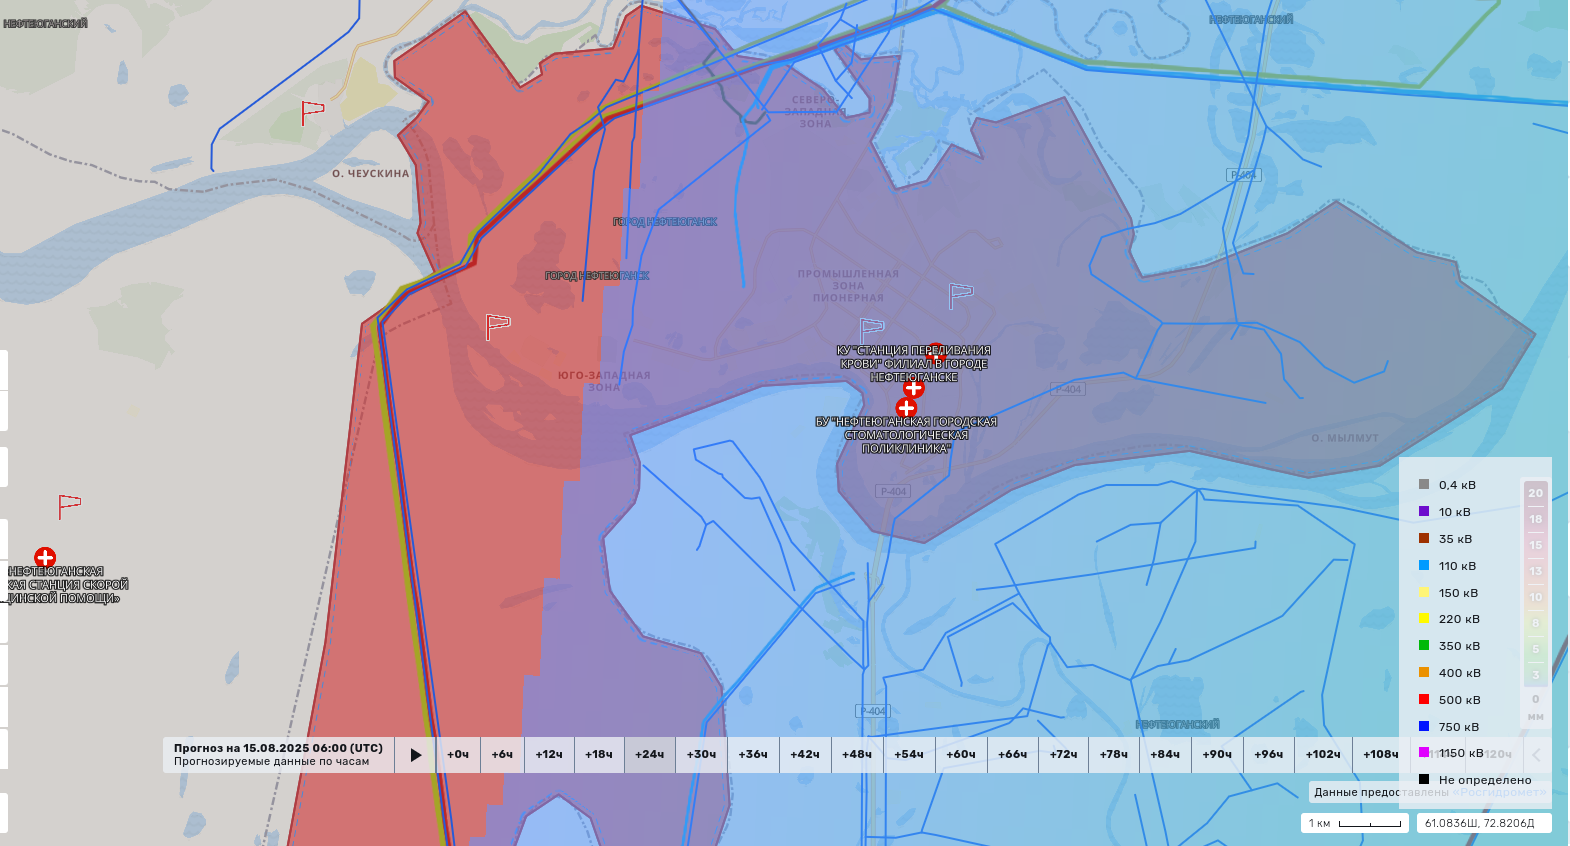 НЕФТЕЮГАНСКИЙ
НЕФТЕЮГАНСКИЙ
СЕВЕРО-
ЗАПАДНАЯ
ЗОНА
О. ЧЕУСКИНА
Р-404
ГОРОД НЕФТЕЮГАНСК
ГОРОД НЕФТЕЮГАНСК
ПРОМЫШЛЕННАЯ
ЗОНА
ПИОНЕРНАЯ
КУ "СТАНЦИЯ ПЕРЕЛИВАНИЯ
КРОВИ" ФИЛИАЛ В ГОРОДЕ
НЕФТЕЮГАНСКЕ
ЮГО-ЗАПАДНАЯ
ЗОНА
Р-404
БУ "НЕФТЕЮГАНСКАЯ ГОРОДСКАЯ
СТОМАТОЛОГИЧЕСКАЯ
ПОЛИКЛИНИКА"
О. МЫЛМУТ
Р-404
НЕФТЕЮГАНСКАЯ
КАЯ СТАНЦИЯ СКОРОЙ
ЦИНСКОЙ ПОМОЩИ»
Р-404
НЕФТЕЮГАНСКИЙ
0,4 кВ
10 кВ
35 кВ
110 кВ
150 кВ
220 кВ
350 кВ
400 кВ
500 кВ
750 кВ
1150 кВ
Не определено
20
18
15
13
10
8
5
3
0
мм
Прогноз на 15.08.2025 06:00 (UTC)
Прогнозируемые данные по часам
+0ч +6ч +12ч +18ч +24ч +30ч +36ч +42ч +48ч +54ч +60ч +66ч +72ч +78ч +84ч +90ч +96ч +102ч +108ч
Данные предоставлены «Росгидромет»
1 км
61.0836Ш, 72.8206Д